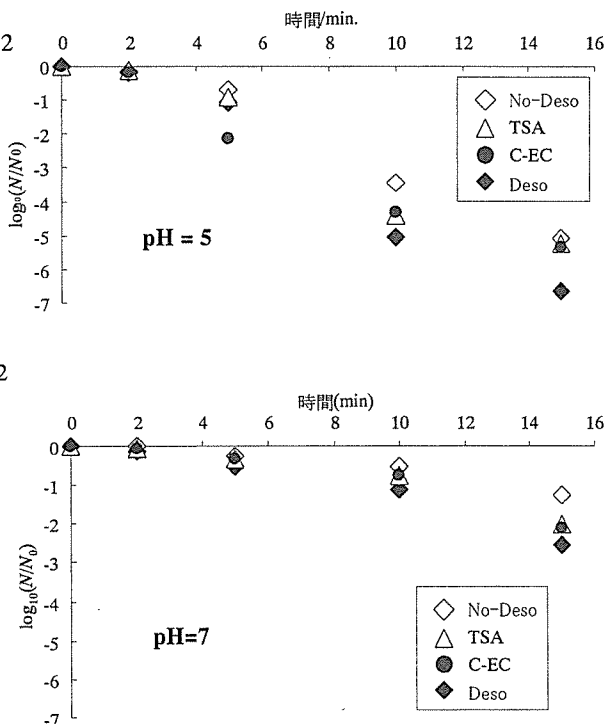 時間/min.
2
0 2 4 6 8 10 12 14 16
0
-1
-2
-3
-4
-5
-6
-7
(N/N0)
pH = 5
No-Deso
TSA
C-EC
Deso
2
時間(min)
0 2 4 6 8 10 12 14 16
0
-1
-2
-3
-4
-5
-6
-7
log₁₀(N/N₀)
pH=7
No-Deso
TSA
C-EC
Deso